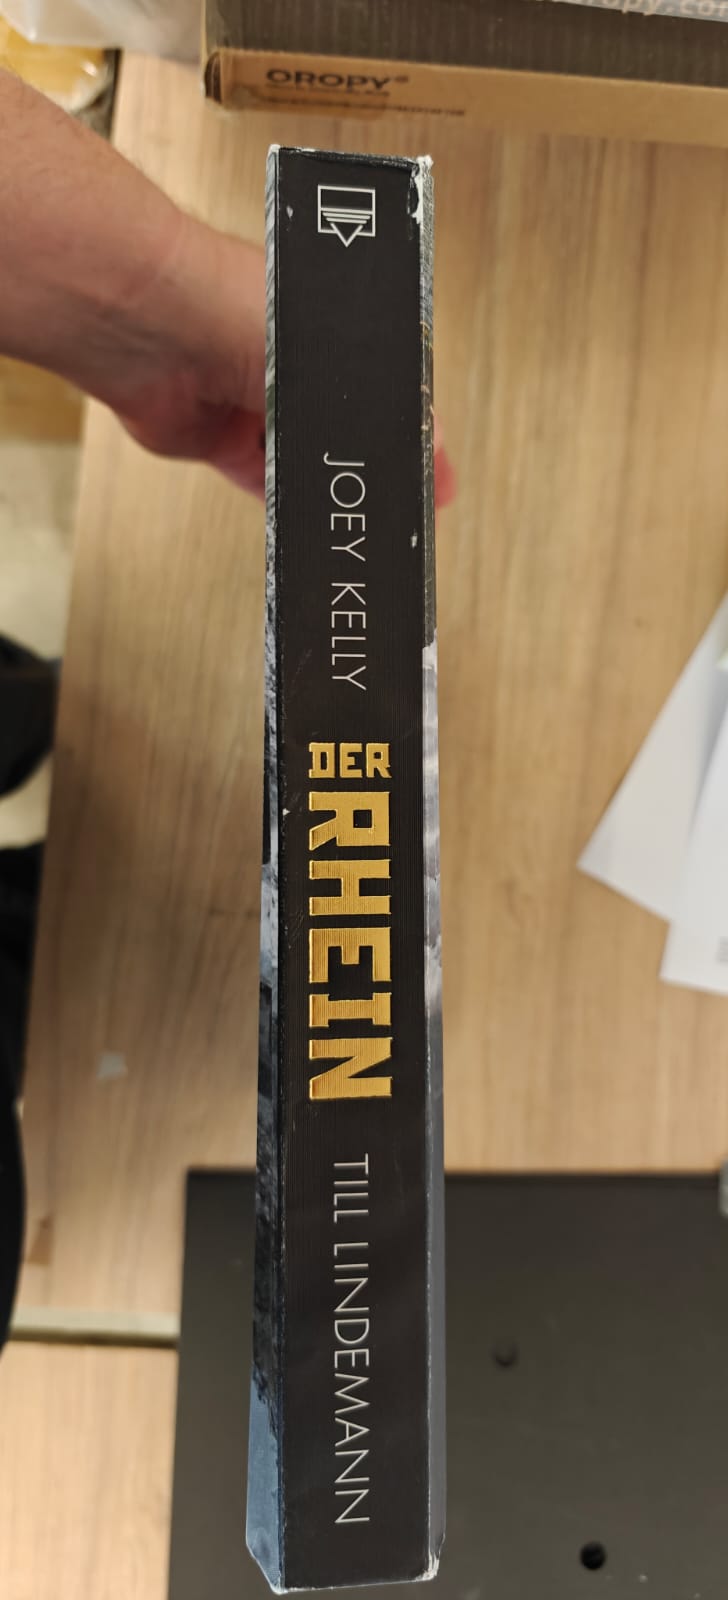 OROPY
JOEY KELLY
DER
RHEIN
TILL LINDEMANN